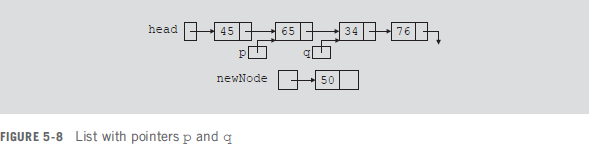 head 45 65 34 76
p q
newNode 50
FIGURE 5-8 List with pointers p and q